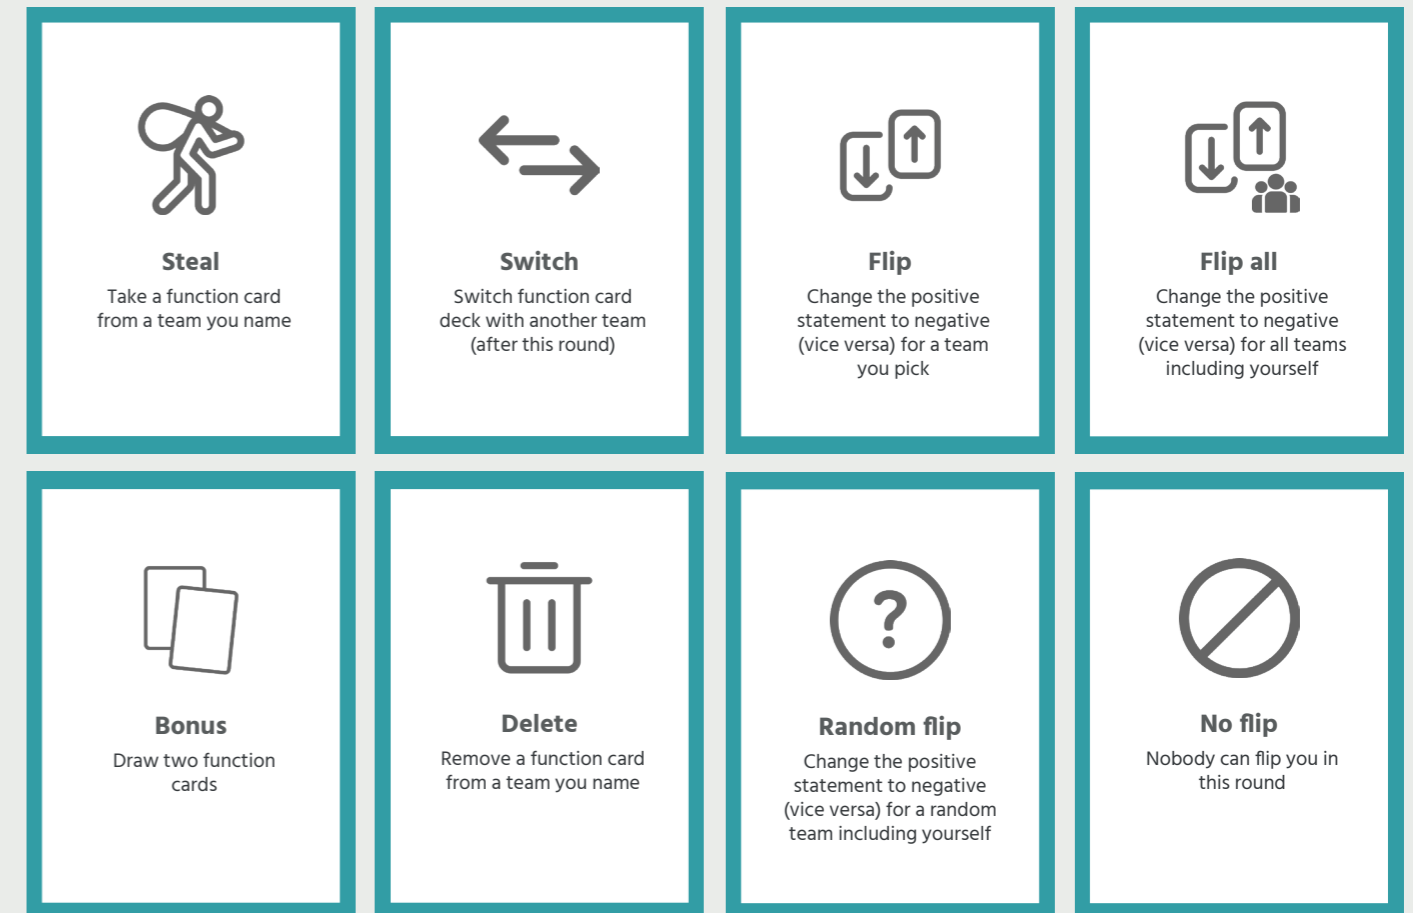 Steal
Take a function card
from a team you name
Switch
Switch function card
deck with another team
(after this round)
Flip
Change the positive
statement to negative
(vice versa) for a team
you pick
Flip all
Change the positive
statement to negative
(vice versa) for all teams
including yourself
Bonus
Draw two function
cards
Delete
Remove a function card
from a team you name
?
Random flip
Change the positive
statement to negative
(vice versa) for a random
team including yourself
No flip
Nobody can flip you in
this round